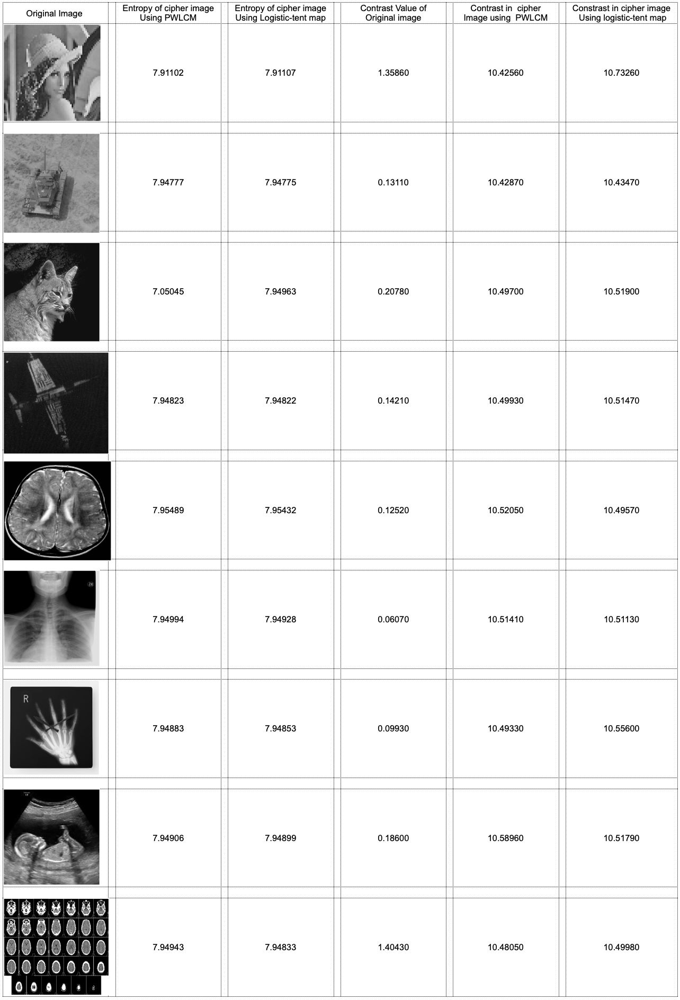 Original Image
Entropy of cipher image
Using PWLCM
Entropy of cipher image
Using Logistic-tent map
Contrast Value of
Original image
Contrast in  cipher
Image using  PWLCM
Constrast in cipher image
Using logistic-tent map
7.91102 7.91107 1.35860 10.42560 10.73260
7.94777 7.94775 0.13110 10.42870 10.43470
7.05045 7.94963 0.20780 10.49700 10.51900
7.94823 7.94822 0.14210 10.49930 10.51470
7.95489 7.95432 0.12520 10.52050 10.49570
7.94994 7.94928 0.06070 10.51410 10.51130
R
7.94883 7.94853 0.09930 10.49330 10.55600
7.94906 7.94899 0.18600 10.58960 10.51790
7.94943 7.94833 1.40430 10.48050 10.49980